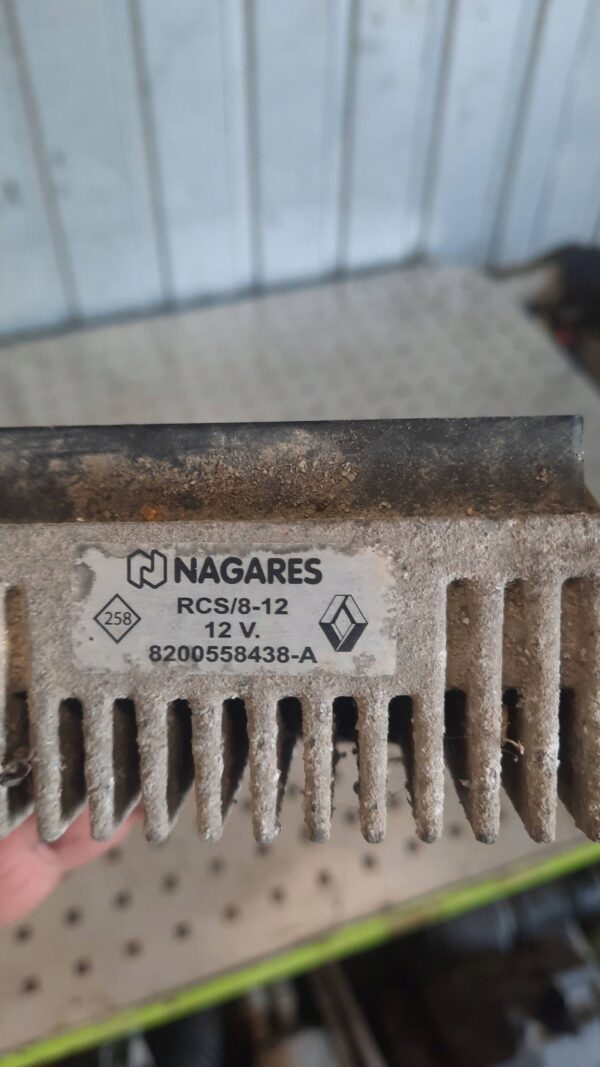 NAGARES
258
RCS/8-12
12 V.
8200558438-A